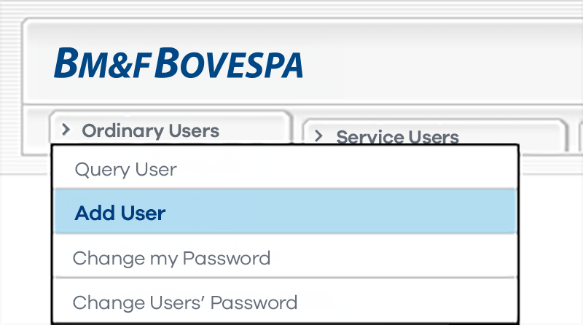 BM&FBOVESPA
> Ordinary Users
> Service Users
Query User
Add User
Change my Password
Change Users’ Password